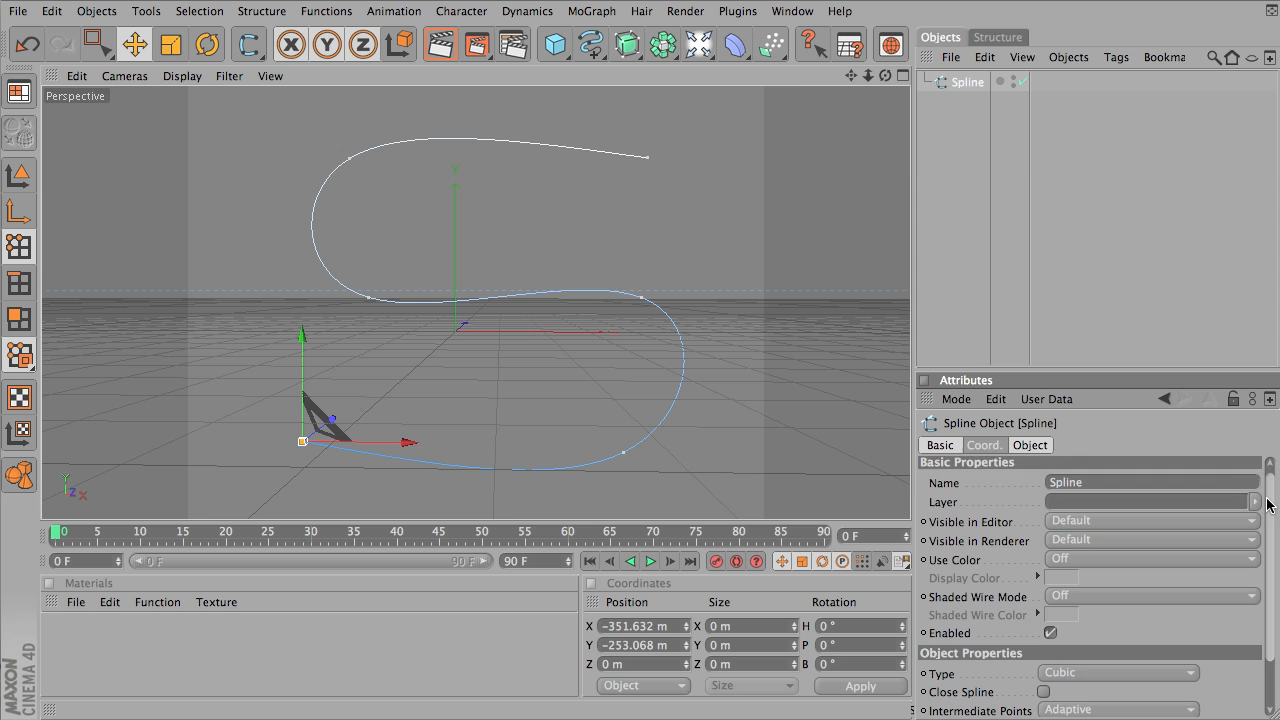 File Edit Objects Tools Selection Structure Functions Animation Character Dynamics MoGraph Hair Render Plugins Window Help
Objects Structure
File Edit View Objects Tags Bookma
Spline
Edit Cameras Display Filter View
Perspective
Y
Y
Z
X
0 5 10 15 20 25 30 35 40 45 50 55 60 65 70 75 80 85 90 0 F
0 F 0 F 90 F 90 F
Materials
File Edit Function Texture
Coordinates
Position Size Rotation
X -351.632 m X 0 m H 0 °
Y -253.068 m Y 0 m P 0 °
Z 0 m Z 0 m B 0 °
Object Size Apply
Attributes
Mode Edit User Data
Spline Object [Spline]
Basic Coord. Object
Basic Properties
Name Spline
Layer
Visible in Editor Default
Visible in Renderer Default
Use Color Off
Display Color
Shaded Wire Mode Off
Shaded Wire Color
Enabled
Object Properties
Type Cubic
Close Spline
Intermediate Points Adaptive
MAXON
CINEMA 4D